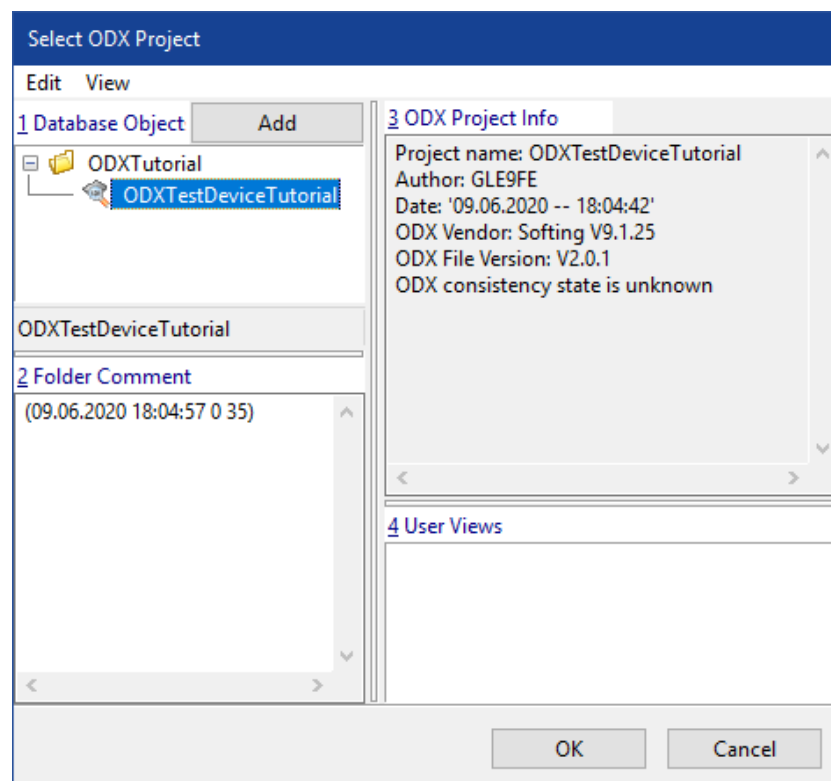 Select ODX Project
Edit View
1 Database Object Add
ODXTutorial
ODXTestDeviceTutorial
ODXTestDeviceTutorial
2 Folder Comment
(09.06.2020 18:04:57 0 35)
3 ODX Project Info
Project name: ODXTestDeviceTutorial
Author: GLE9FE
Date: '09.06.2020 -- 18:04:42'
ODX Vendor: Softing V9.1.25
ODX File Version: V2.0.1
ODX consistency state is unknown
4 User Views
OK Cancel